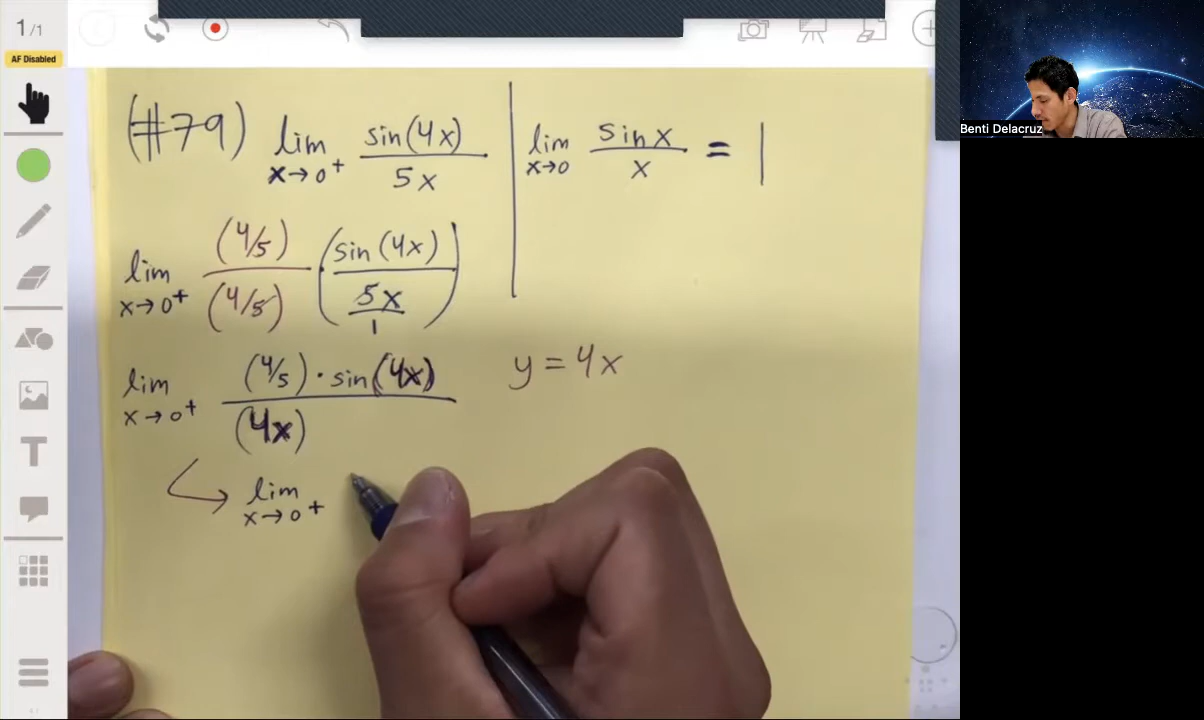 1/1
AF Disabled
Benti Delacruz
(#79) lim x→0⁺ sin(4x)/5x
lim x→0 sin x/x = 1
lim x→0⁺ (4/5)/(4/5) · (sin(4x)/(5x/1))
lim x→0⁺ (4/5)·sin(4x)/(4x)
y = 4x
lim x→0⁺
T